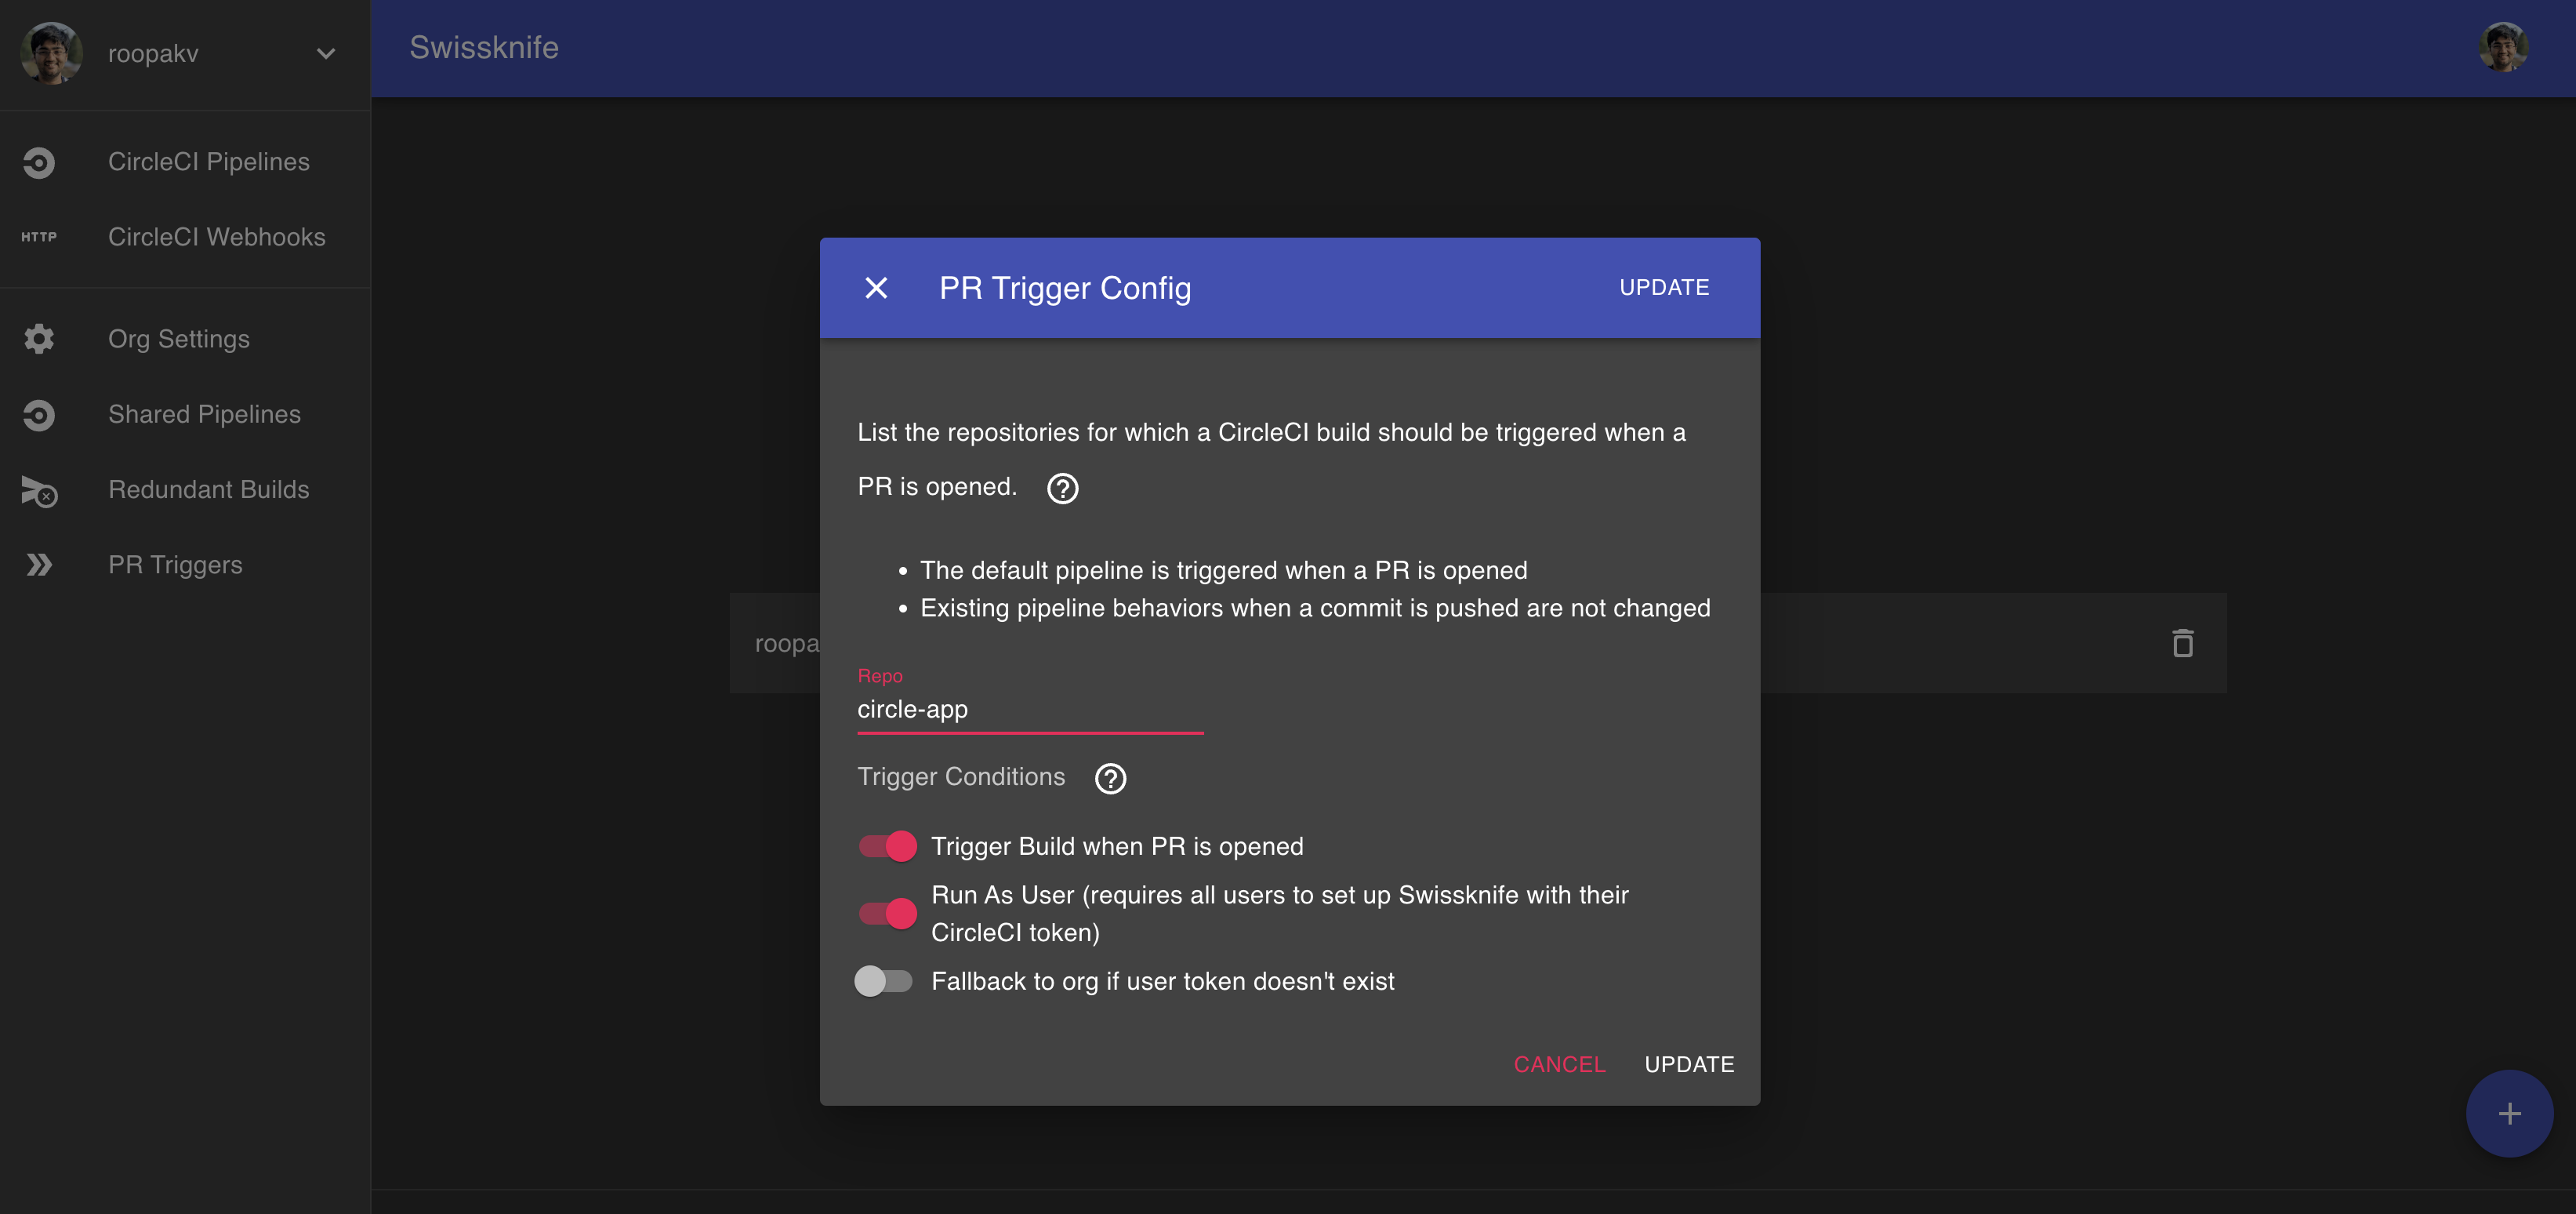 roopakv
Swissknife
CircleCI Pipelines
HTTP
CircleCI Webhooks
Org Settings
Shared Pipelines
Redundant Builds
PR Triggers
PR Trigger Config
UPDATE
List the repositories for which a CircleCI build should be triggered when a
PR is opened.
The default pipeline is triggered when a PR is opened
Existing pipeline behaviors when a commit is pushed are not changed
roopa
Repo
circle-app
Trigger Conditions
Trigger Build when PR is opened
Run As User (requires all users to set up Swissknife with their
CircleCI token)
Fallback to org if user token doesn't exist
CANCEL
UPDATE